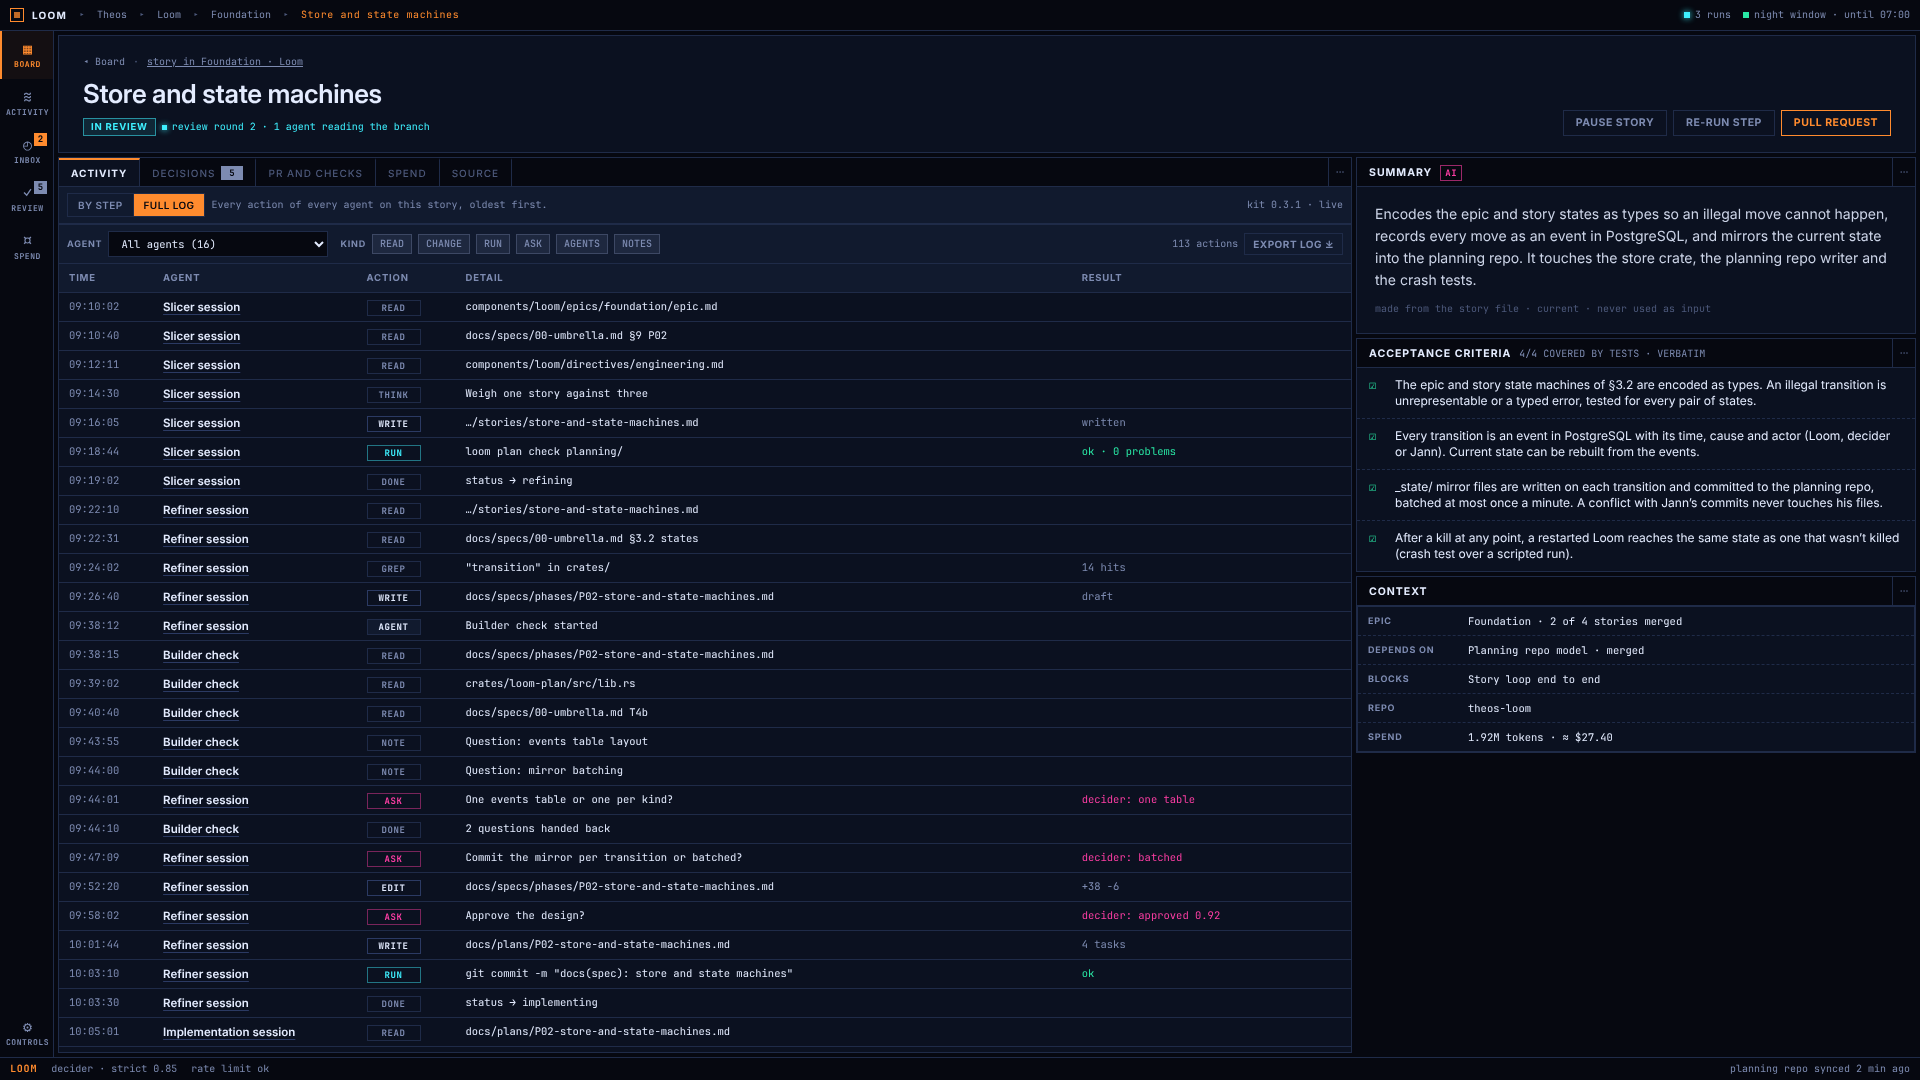 LOOM ▸ Theos ▸ Loom ▸ Foundation ▸ Store and state machines
3 runs night window · until 07:00
BOARD
ACTIVITY
2
INBOX
5
REVIEW
SPEND
CONTROLS
◂ Board · story in Foundation · Loom
Store and state machines
IN REVIEW review round 2 · 1 agent reading the branch
PAUSE STORY RE-RUN STEP PULL REQUEST
ACTIVITY DECISIONS 5 PR AND CHECKS SPEND SOURCE ⋯
BY STEP FULL LOG Every action of every agent on this story, oldest first. kit 0.3.1 · live
AGENT All agents (16) KIND READ CHANGE RUN ASK AGENTS NOTES 113 actions EXPORT LOG
TIME AGENT ACTION DETAIL RESULT
09:10:02 Slicer session READ components/loom/epics/foundation/epic.md
09:10:40 Slicer session READ docs/specs/00-umbrella.md §9 P02
09:12:11 Slicer session READ components/loom/directives/engineering.md
09:14:30 Slicer session THINK Weigh one story against three
09:16:05 Slicer session WRITE …/stories/store-and-state-machines.md written
09:18:44 Slicer session RUN loom plan check planning/ ok · 0 problems
09:19:02 Slicer session DONE status → refining
09:22:10 Refiner session READ …/stories/store-and-state-machines.md
09:22:31 Refiner session READ docs/specs/00-umbrella.md §3.2 states
09:24:02 Refiner session GREP "transition" in crates/ 14 hits
09:26:40 Refiner session WRITE docs/specs/phases/P02-store-and-state-machines.md draft
09:38:12 Refiner session AGENT Builder check started
09:38:15 Builder check READ docs/specs/phases/P02-store-and-state-machines.md
09:39:02 Builder check READ crates/loom-plan/src/lib.rs
09:40:40 Builder check READ docs/specs/00-umbrella.md T4b
09:43:55 Builder check NOTE Question: events table layout
09:44:00 Builder check NOTE Question: mirror batching
09:44:01 Refiner session ASK One events table or one per kind? decider: one table
09:44:10 Builder check DONE 2 questions handed back
09:47:09 Refiner session ASK Commit the mirror per transition or batched? decider: batched
09:52:20 Refiner session EDIT docs/specs/phases/P02-store-and-state-machines.md +38 -6
09:58:02 Refiner session ASK Approve the design? decider: approved 0.92
10:01:44 Refiner session WRITE docs/plans/P02-store-and-state-machines.md 4 tasks
10:03:10 Refiner session RUN git commit -m "docs(spec): store and state machines" ok
10:03:30 Refiner session DONE status → implementing
10:05:01 Implementation session READ docs/plans/P02-store-and-state-machines.md
SUMMARY AI ⋯
Encodes the epic and story states as types so an illegal move cannot happen,
records every move as an event in PostgreSQL, and mirrors the current state
into the planning repo. It touches the store crate, the planning repo writer and
the crash tests.
made from the story file · current · never used as input
ACCEPTANCE CRITERIA 4/4 COVERED BY TESTS · VERBATIM ⋯
☑ The epic and story state machines of §3.2 are encoded as types. An illegal transition is
unrepresentable or a typed error, tested for every pair of states.
☑ Every transition is an event in PostgreSQL with its time, cause and actor (Loom, decider
or Jann). Current state can be rebuilt from the events.
☑ _state/ mirror files are written on each transition and committed to the planning repo,
batched at most once a minute. A conflict with Jann's commits never touches his files.
☑ After a kill at any point, a restarted Loom reaches the same state as one that wasn't killed
(crash test over a scripted run).
CONTEXT ⋯
EPIC Foundation · 2 of 4 stories merged
DEPENDS ON Planning repo model · merged
BLOCKS Story loop end to end
REPO theos-loom
SPEND 1.92M tokens · ≈ $27.40
LOOM decider · strict 0.85 rate limit ok planning repo synced 2 min ago